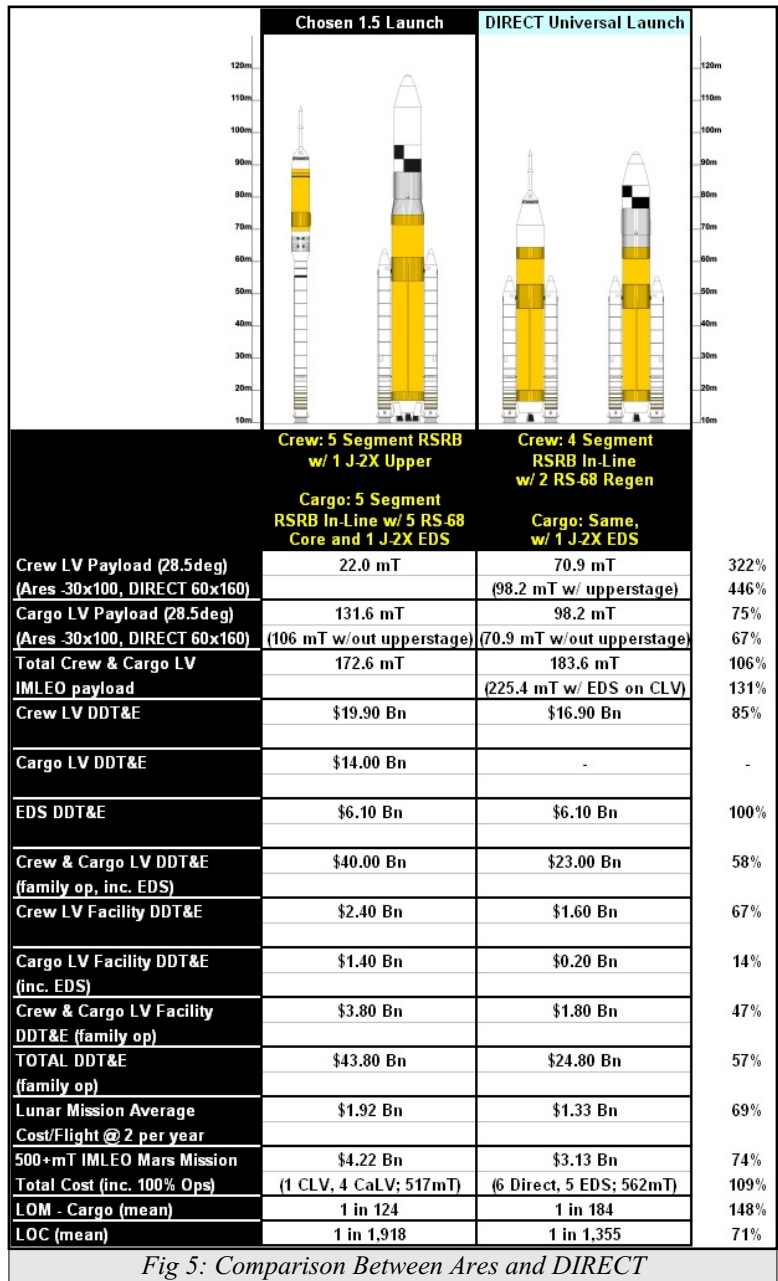 Chosen 1.5 Launch DIRECT Universal Launch
120m 120m
110m 110m
100m 100m
90m 90m
80m 80m
70m 70m
60m 60m
50m 50m
40m 40m
30m 30m
20m 20m
10m 10m
Crew: 5 Segment RSRB Crew: 4 Segment
w/ 1 J-2X Upper RSRB In-Line
w/ 2 RS-68 Regen
Cargo: 5 Segment
RSRB In-Line w/ 5 RS-68 Cargo: Same,
Core and 1 J-2X EDS w/ 1 J-2X EDS
Crew LV Payload (28.5deg) 22.0 mT 70.9 mT 322%
(Ares -30x100, DIRECT 60x160) (98.2 mT w/ upperstage) 446%
Cargo LV Payload (28.5deg) 131.6 mT 98.2 mT 75%
(Ares -30x100, DIRECT 60x160) (106 mT w/out upperstage) (70.9 mT w/out upperstage) 67%
Total Crew & Cargo LV 172.6 mT 183.6 mT 106%
IMLEO payload (225.4 mT w/ EDS on CLV) 131%
Crew LV DDT&E $19.90 Bn $16.90 Bn 85%
Cargo LV DDT&E $14.00 Bn - -
EDS DDT&E $6.10 Bn $6.10 Bn 100%
Crew & Cargo LV DDT&E $40.00 Bn $23.00 Bn 58%
(family op, inc. EDS)
Crew LV Facility DDT&E $2.40 Bn $1.60 Bn 67%
Cargo LV Facility DDT&E $1.40 Bn $0.20 Bn 14%
(inc. EDS)
Crew & Cargo LV Facility $3.80 Bn $1.80 Bn 47%
DDT&E (family op)
TOTAL DDT&E $43.80 Bn $24.80 Bn 57%
(family op)
Lunar Mission Average $1.92 Bn $1.33 Bn 69%
Cost/Flight @ 2 per year
500+mT IMLEO Mars Mission $4.22 Bn $3.13 Bn 74%
Total Cost (inc. 100% Ops) (1 CLV, 4 CaLV; 517mT) (6 Direct, 5 EDS; 562mT) 109%
LOM - Cargo (mean) 1 in 124 1 in 184 148%
LOC (mean) 1 in 1,918 1 in 1,355 71%
Fig 5: Comparison Between Ares and DIRECT